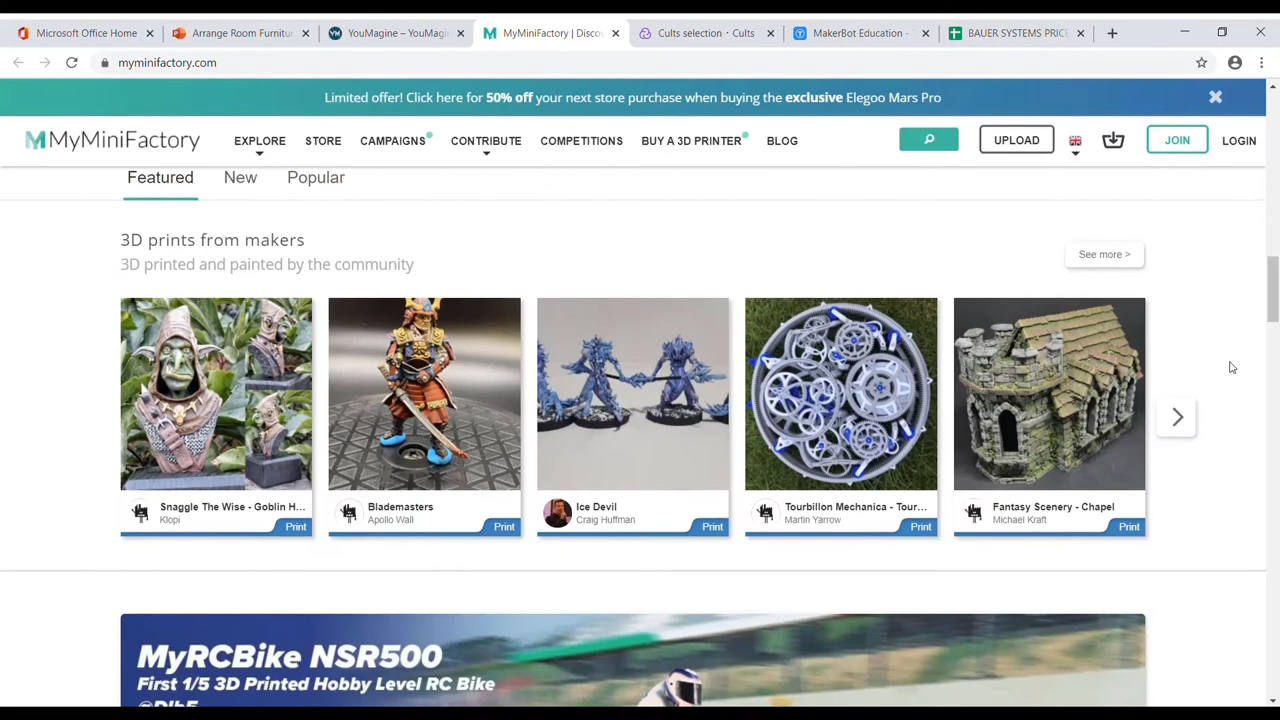 Microsoft Office Home
Arrange Room Furnitur
YouMagine – YouMagi
MyMiniFactory | Disco
Cults selection · Cults
MakerBot Education -
BAUER SYSTEMS PRICE
myminifactory.com
Limited offer! Click here for 50% off your next store purchase when buying the exclusive Elegoo Mars Pro
MyMiniFactory
EXPLORE
STORE
CAMPAIGNS
CONTRIBUTE
COMPETITIONS
BUY A 3D PRINTER
BLOG
UPLOAD
JOIN
LOGIN
Featured
New
Popular
3D prints from makers
3D printed and painted by the community
See more >
Snaggle The Wise - Goblin H...
Klopi
Print
Blademasters
Apollo Wall
Print
Ice Devil
Craig Huffman
Print
Tourbillon Mechanica - Tour...
Martin Yarrow
Print
Fantasy Scenery - Chapel
Michael Kraft
Print
MyRCBike NSR500
First 1/5 3D Printed Hobby Level RC Bike